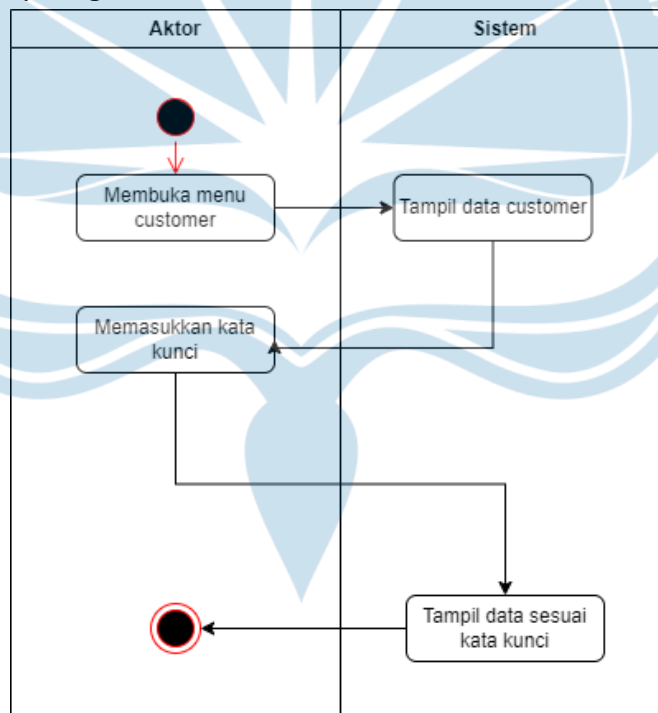 Aktor
Sistem
Membuka menu
customer
Tampil data customer
Memasukkan kata
kunci
Tampil data sesuai
kata kunci